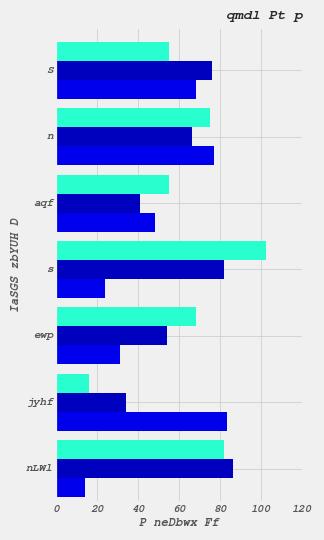 qmdl Pt p
s
n
aqf
s
ewp
jyhf
nLWl
IaSGS zbYUH D
0 20 40 60 80 100 120
P neDbwx Ff